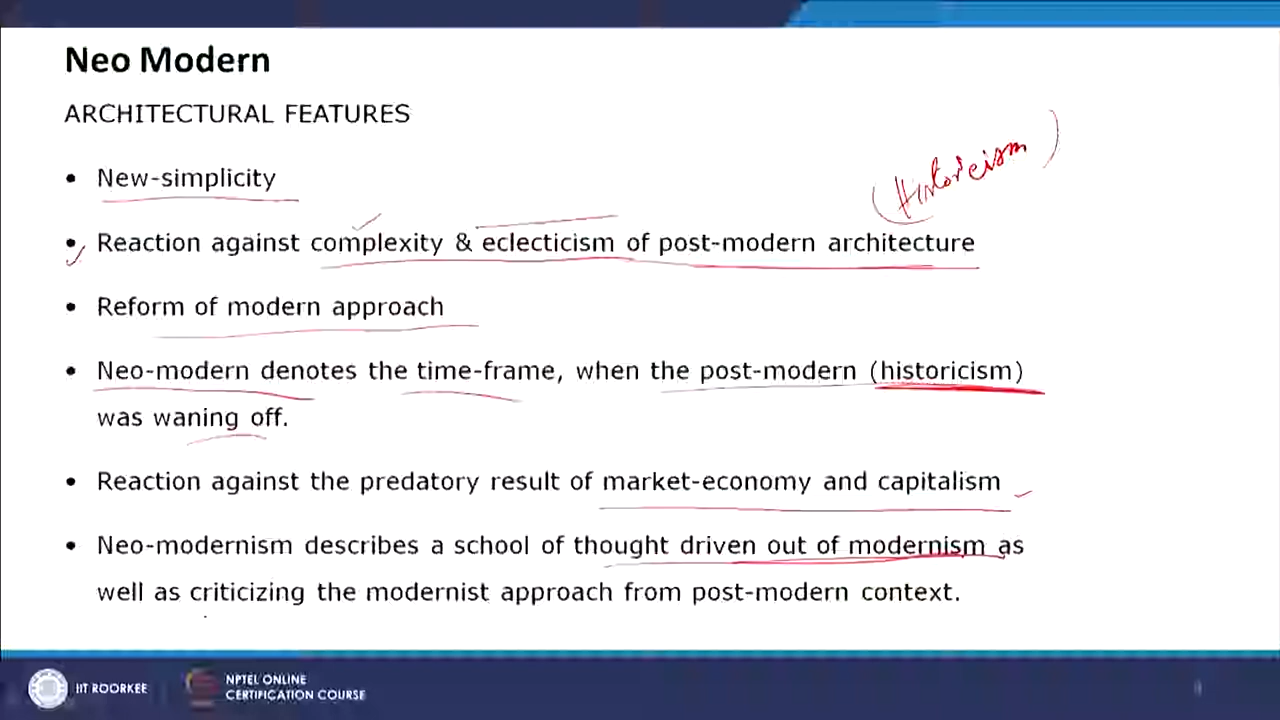 Neo Modern
ARCHITECTURAL FEATURES
(Historicism)
• New-simplicity
• Reaction against complexity & eclecticism of post-modern architecture
• Reform of modern approach
• Neo-modern denotes the time-frame, when the post-modern (historicism)
was waning off.
• Reaction against the predatory result of market-economy and capitalism
• Neo-modernism describes a school of thought driven out of modernism as
well as criticizing the modernist approach from post-modern context.
IIT ROORKEE
NPTEL ONLINE
CERTIFICATION COURSE